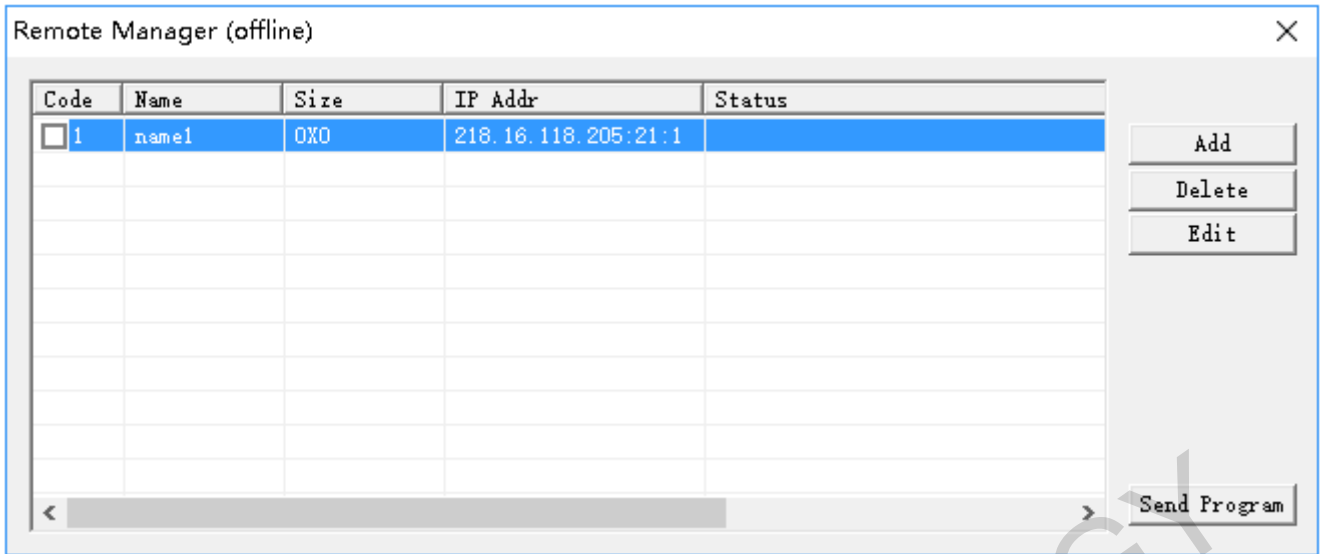 Remote Manager (offline)
Code Name Size IP Addr Status
1 name1 0X0 218.16.118.205:21:1
Add
Delete
Edit
Send Program
GY